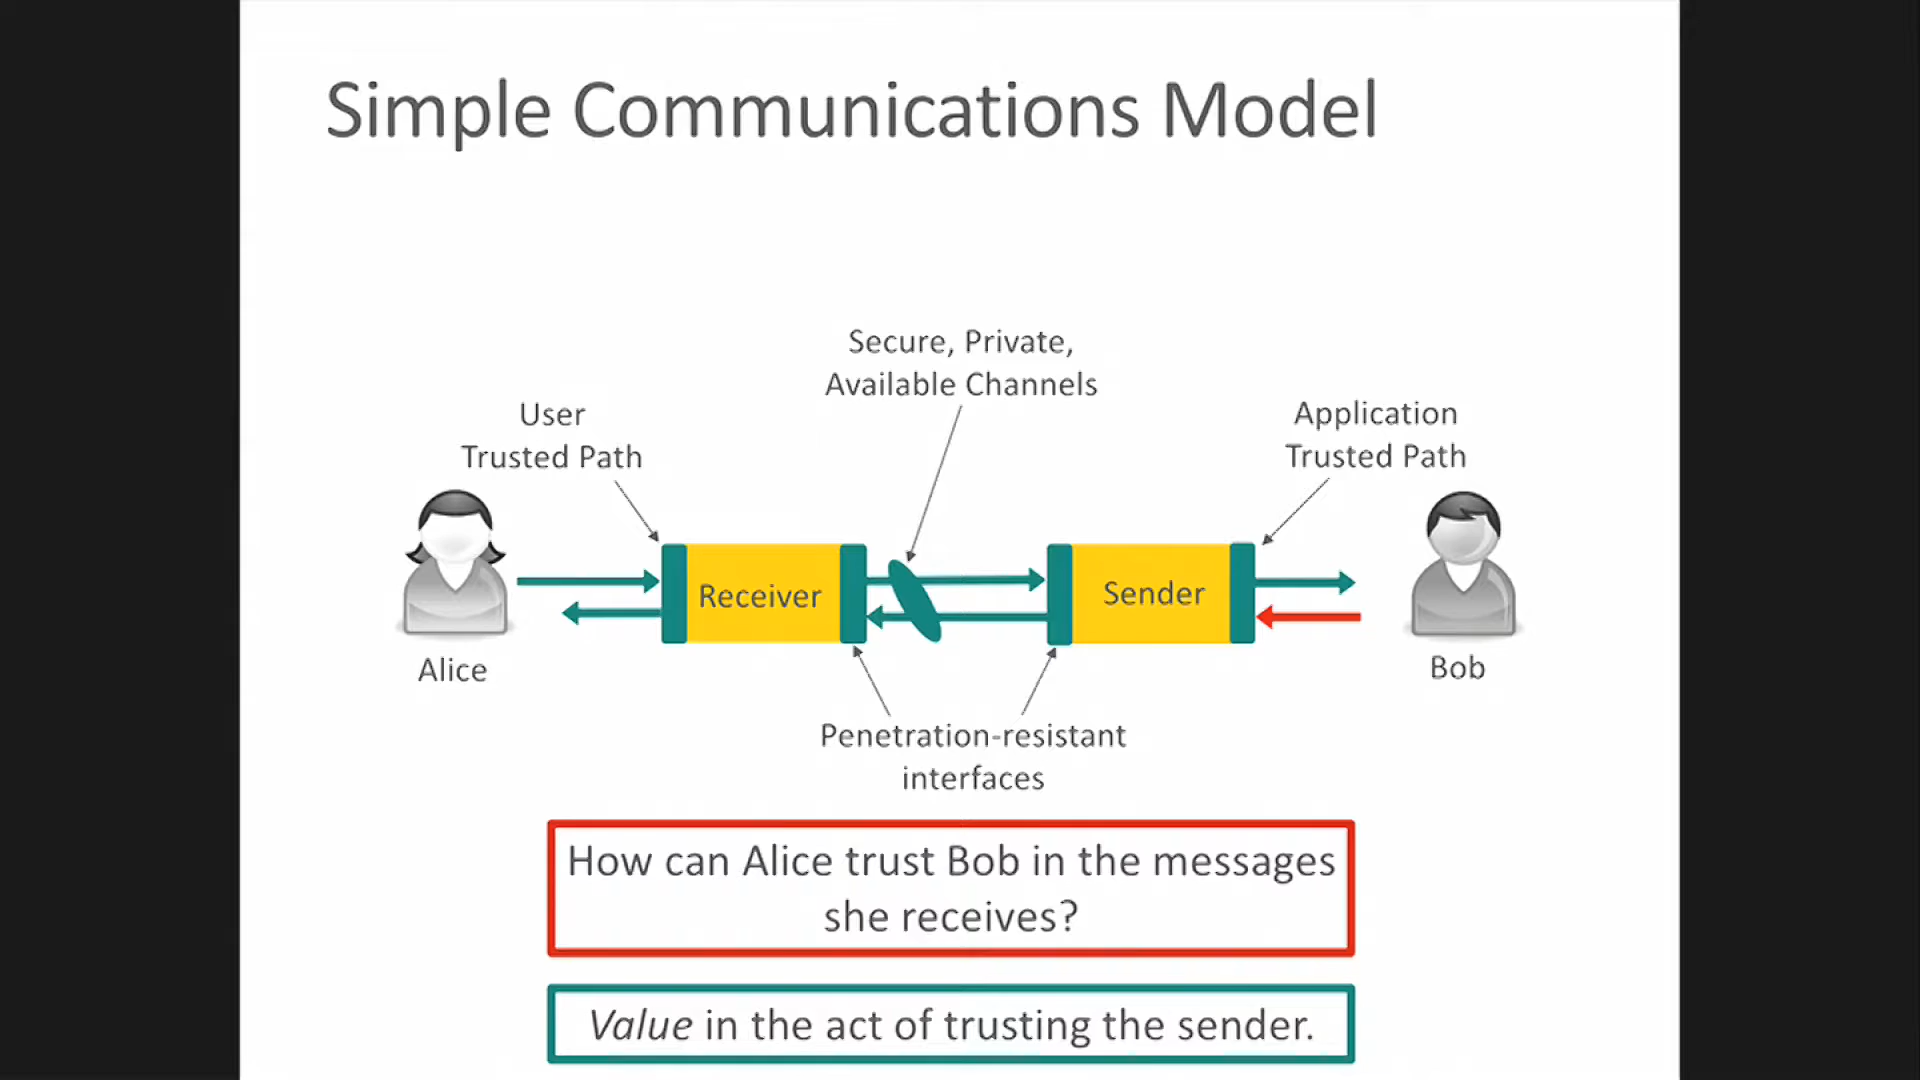 Simple Communications Model
Secure, Private,
Available Channels
User
Trusted Path
Application
Trusted Path
Receiver
Sender
Alice
Bob
Penetration-resistant
interfaces
How can Alice trust Bob in the messages
she receives?
Value in the act of trusting the sender.